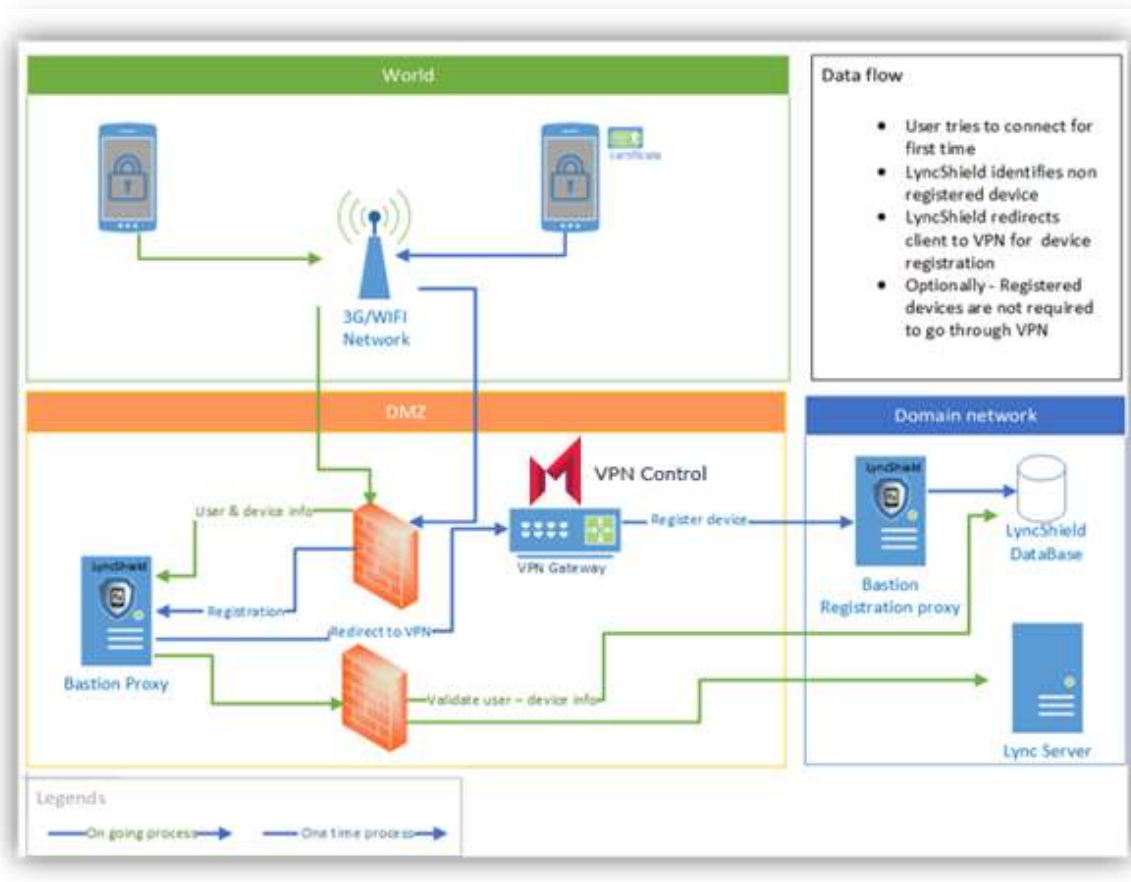 World
certificate
3G/WIFI
Network
Data flow
• User tries to connect for
first time
• LyncShield identifies non
registered device
• LyncShield redirects
client to VPN for device
registration
• Optionally - Registered
devices are not required
to go through VPN
DMZ
VPN Control
VPN Gateway
User & device info
Registration
Redirect to VPN
Register device
LyncShield
Bastion Proxy
Validate user – device info
Domain network
LyncShield
Bastion
Registration proxy
LyncShield
DataBase
Lync Server
Legends
On going process
One time process